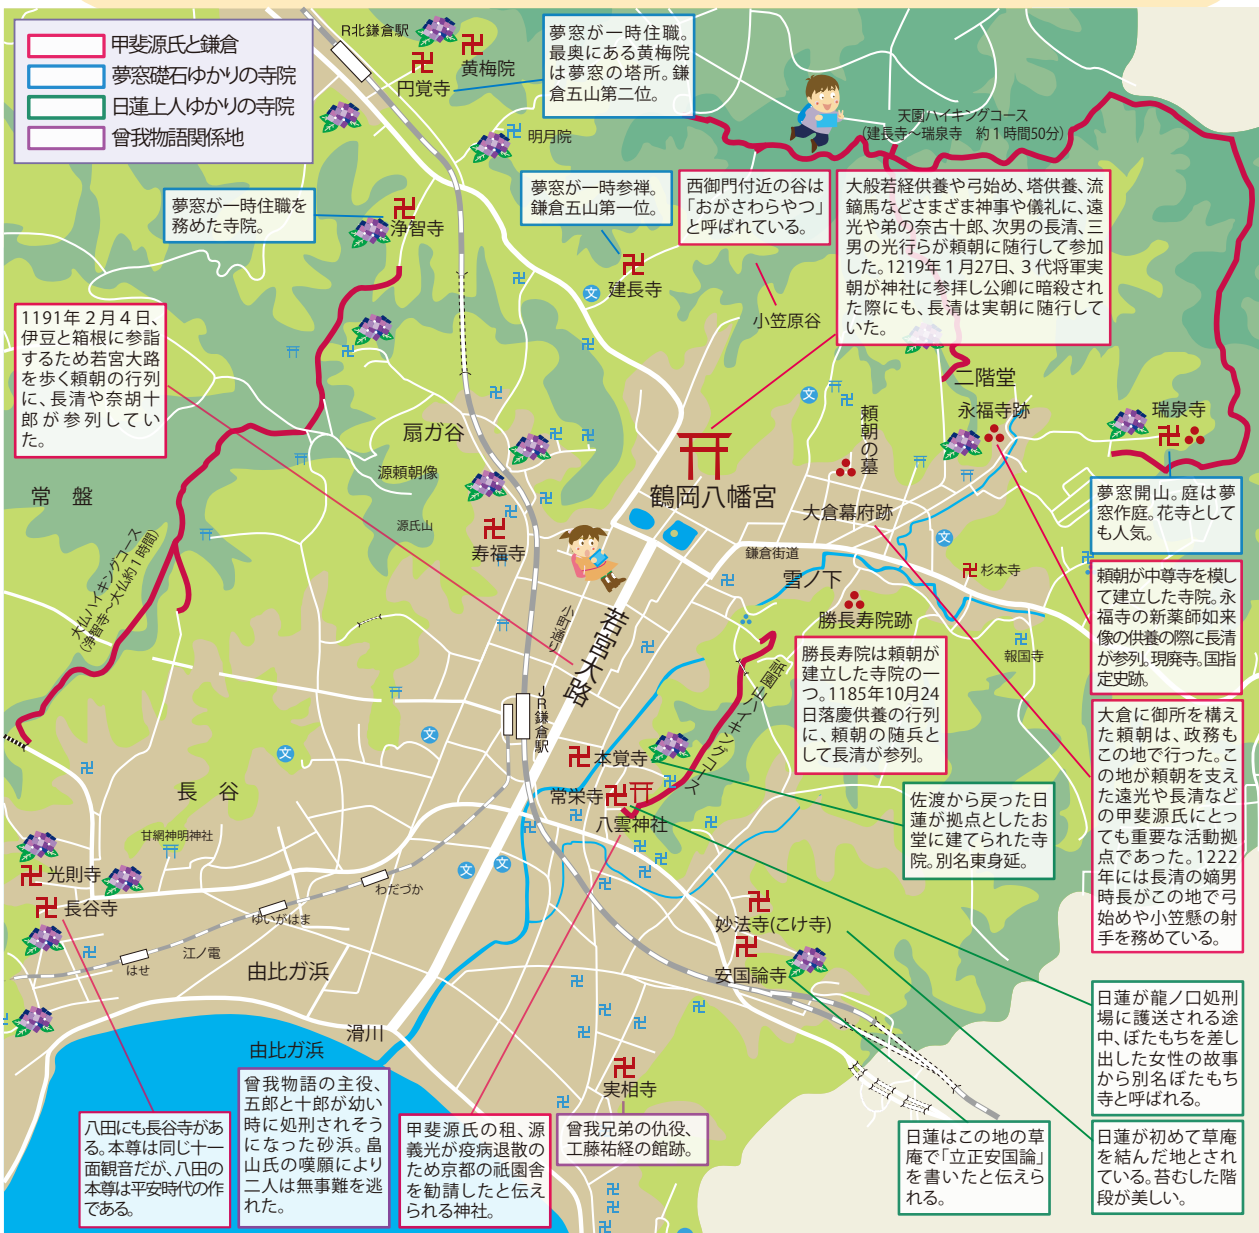 甲斐源氏と鎌倉
夢窓礎石ゆかりの寺院
日蓮上人ゆかりの寺院
曾我物語関係地
R北鎌倉駅
黄梅院
円覚寺
夢窓が一時住職。
最奥にある黄梅院
は夢窓の塔所。鎌
倉五山第二位。
明月院
天園ハイキングコース
(建長寺〜瑞泉寺　約１時間50分)
夢窓が一時住職を
務めた寺院。
浄智寺
夢窓が一時参禅。
鎌倉五山第一位。
建長寺
西御門付近の谷は
「おがさわらやつ」
と呼ばれている。
小笠原谷
大般若経供養や弓始め、塔供養、流
鏑馬などさまざま神事や儀礼に、遠
光や弟の奈古十郎、次男の長清、三
男の光行らが頼朝に随行して参加
した。1219年１月27日、３代将軍実
朝が神社に参拝し公卿に暗殺され
た際にも、長清は実朝に随行して
いた。
1191年２月４日、
伊豆と箱根に参詣
するため若宮大路
を歩く頼朝の行列
に、長清や奈胡十
郎が参列してい
た。
文
文
二階堂
永福寺跡
瑞泉寺
頼朝の墓
扇ガ谷
源頼朝像
源氏山
常　盤
寿福寺
鶴岡八幡宮
大倉幕府跡
鎌倉街道
雪ノ下
文
杉本寺
報国寺
勝長寿院跡
夢窓開山。庭は夢
窓作庭。花寺として
も人気。
頼朝が中尊寺を模し
て建立した寺院。永
福寺の新薬師如来
像の供養の際に長清
が参列。現廃寺。国指
定史跡。
大仏ハイキングコース
(浄智寺〜大仏約１時間)
小町通り
若宮大路
勝長寿院は頼朝が
建立した寺院の一
つ。1185年10月24
日落慶供養の行列
に、頼朝の随兵と
して長清が参列。
祇園山ハイキングコース
大倉に御所を構え
た頼朝は、政務も
この地で行った。こ
の地が頼朝を支え
た遠光や長清など
の甲斐源氏にとっ
ても重要な活動拠
点であった。1222
年には長清の嫡男
時長がこの地で弓
始めや小笠懸の射
手を務めている。
ＪＲ鎌倉駅
文
文
本覚寺
常栄寺
八雲神社
佐渡から戻った日
蓮が拠点としたお
堂に建てられた寺
院。別名東身延。
長　谷
甘網神明神社
光則寺
長谷寺
文
文
わだづか
ゆいがはま
江ノ電
はせ
由比ガ浜
妙法寺(こけ寺)
安国論寺
滑川
由比ガ浜
実相寺
日蓮が龍ノ口処刑
場に護送される途
中、ぼたもちを差し
出した女性の故事
から別名ぼたもち
寺と呼ばれる。
八田にも長谷寺があ
る。本尊は同じ十一
面観音だが、八田の
本尊は平安時代の作
である。
曾我物語の主役、
五郎と十郎が幼い
時に処刑されそう
になった砂浜。畠
山氏の嘆願により
二人は無事難を逃
れた。
甲斐源氏の祖、源
義光が疫病退散の
ため京都の祇園舎
を勧請したと伝え
られる神社。
曾我兄弟の仇役、
工藤祐経の館跡。
日蓮はこの地の草
庵で「立正安国論」
を書いたと伝えら
れる。
日蓮が初めて草庵
を結んだ地とされ
ている。苔むした階
段が美しい。